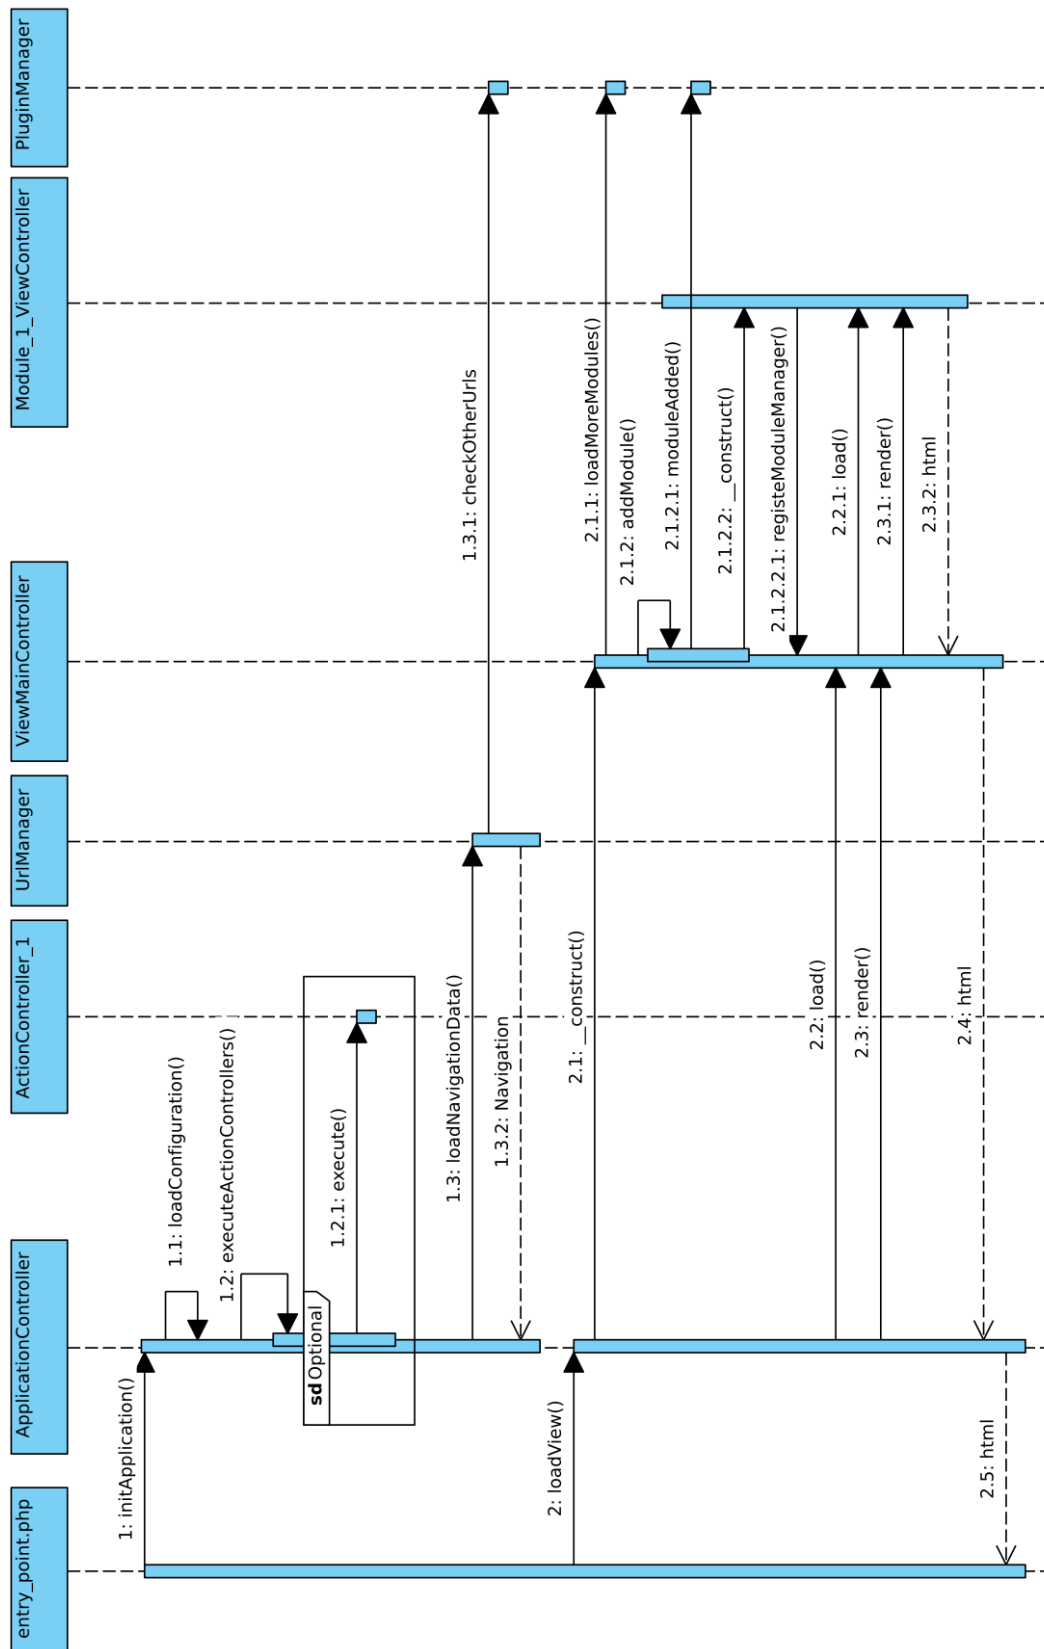 entry_point.php
ApplicationController
ActionController_1
UrlManager
ViewMainController
Module_1_ViewController
PluginManager
1: initApplication()
1.1: loadConfiguration()
1.2: executeActionControllers()
sd Optional
1.2.1: execute()
1.3: loadNavigationData()
1.3.1: checkOtherUrls
1.3.2: Navigation
2: loadView()
2.1: __construct()
2.1.1: loadMoreModules()
2.1.2: addModule()
2.1.2.1: moduleAdded()
2.1.2.2: __construct()
2.1.2.2.1: registeModuleManager()
2.2: load()
2.2.1: load()
2.3: render()
2.3.1: render()
2.3.2: html
2.4: html
2.5: html